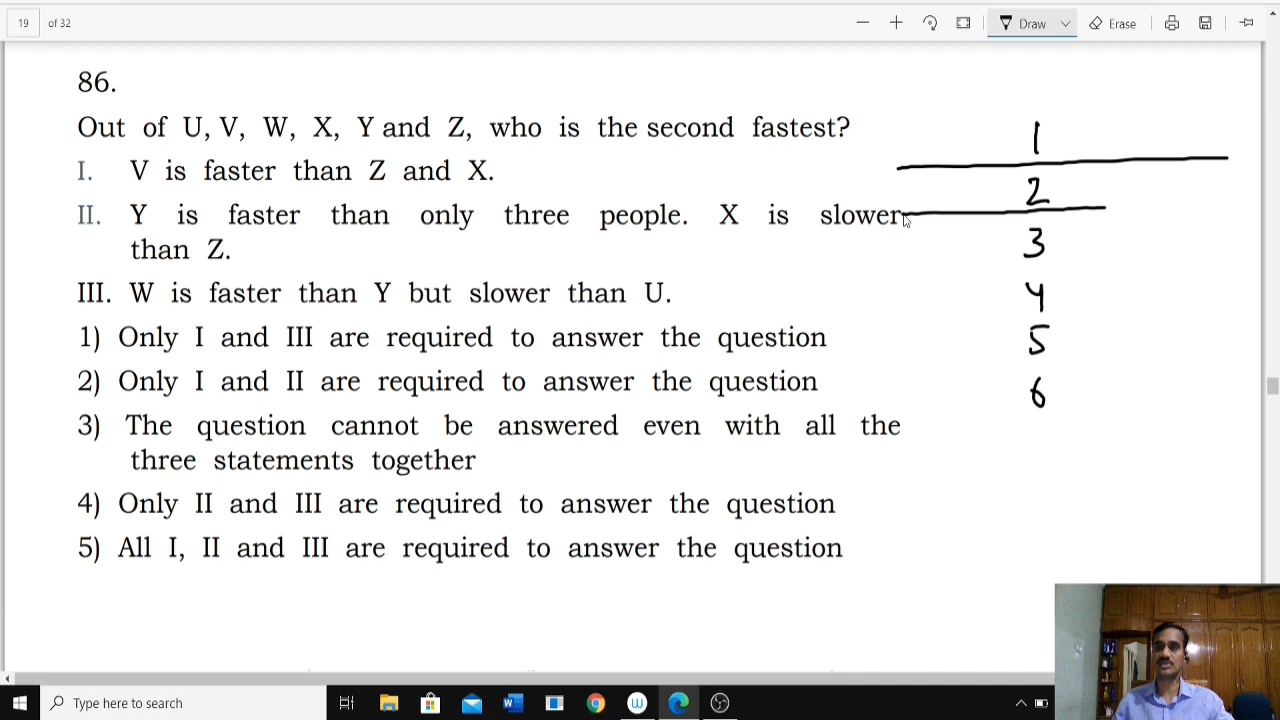 19 of 32
Draw
Erase
86.
Out of U, V, W, X, Y and Z, who is the second fastest?
I. V is faster than Z and X.
II. Y is faster than only three people. X is slower
than Z.
III. W is faster than Y but slower than U.
1) Only I and III are required to answer the question
2) Only I and II are required to answer the question
3) The question cannot be answered even with all the
three statements together
4) Only II and III are required to answer the question
5) All I, II and III are required to answer the question
1
2
3
4
5
6
Type here to search